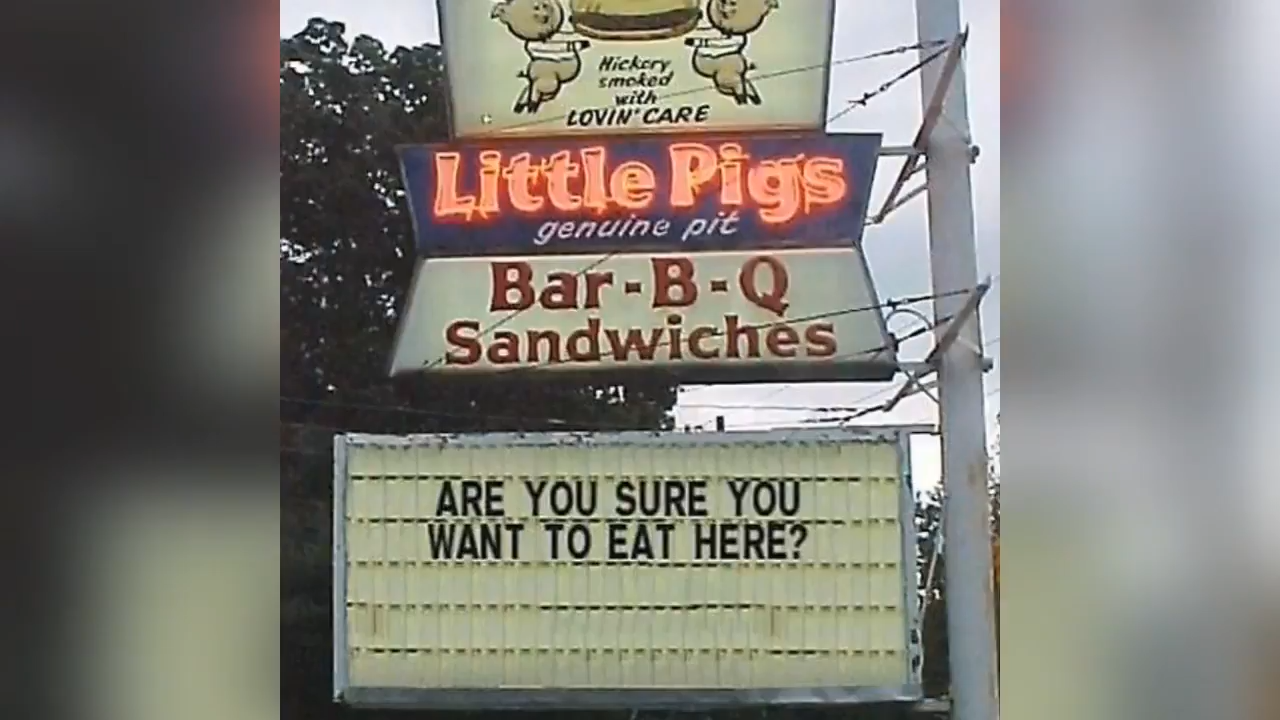 Hickory
smoked
with
LOVIN' CARE
Little Pigs
genuine pit
Bar-B-Q
Sandwiches
ARE YOU SURE YOU
WANT TO EAT HERE?